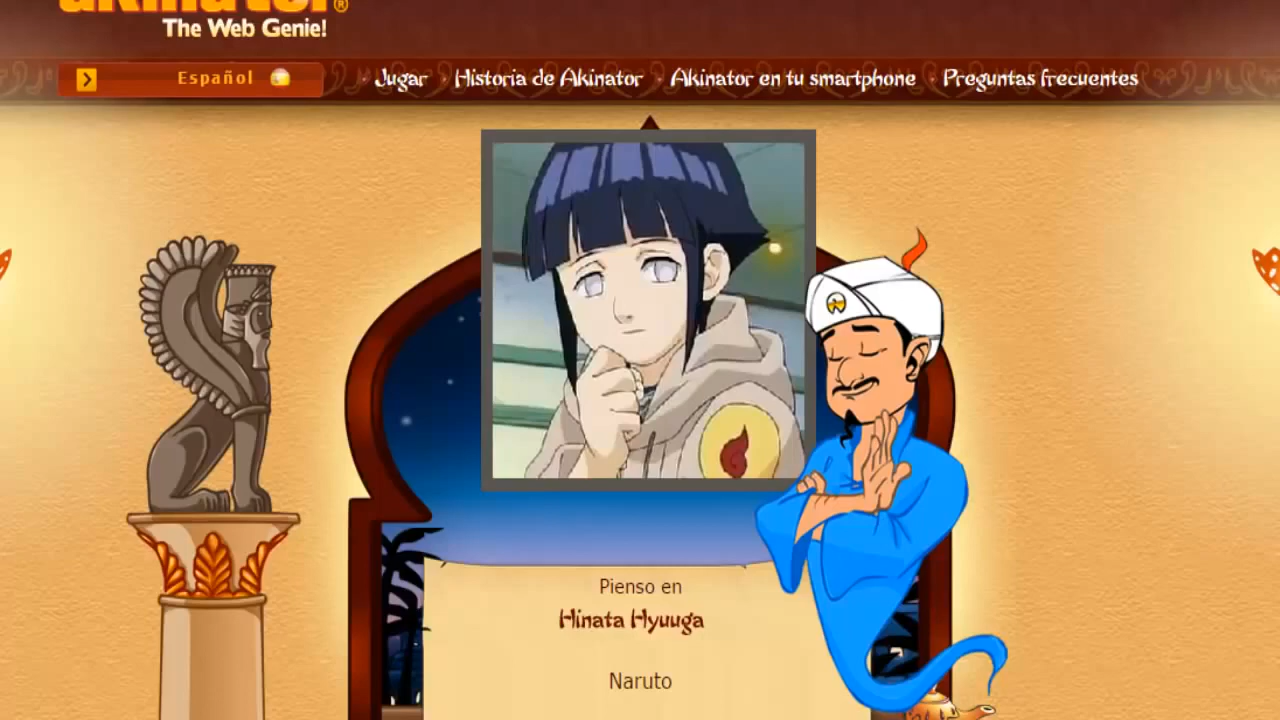 akinator®
The Web Genie!
Español
Jugar
Historia de Akinator
Akinator en tu smartphone
Preguntas frecuentes
Pienso en
Hinata Hyuuga
Naruto